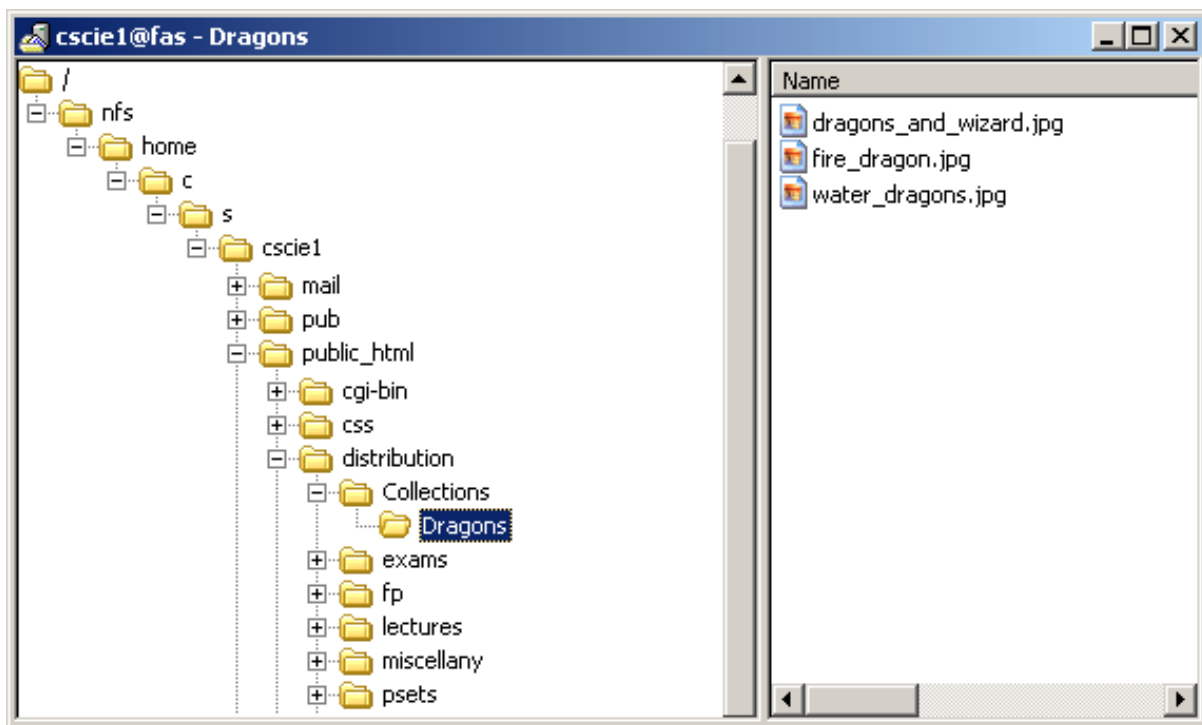 cscie1@fas - Dragons
/
nfs
home
c
s
cscie1
mail
pub
public_html
cgi-bin
css
distribution
Collections
Dragons
exams
fp
lectures
miscellany
psets
Name
dragons_and_wizard.jpg
fire_dragon.jpg
water_dragons.jpg